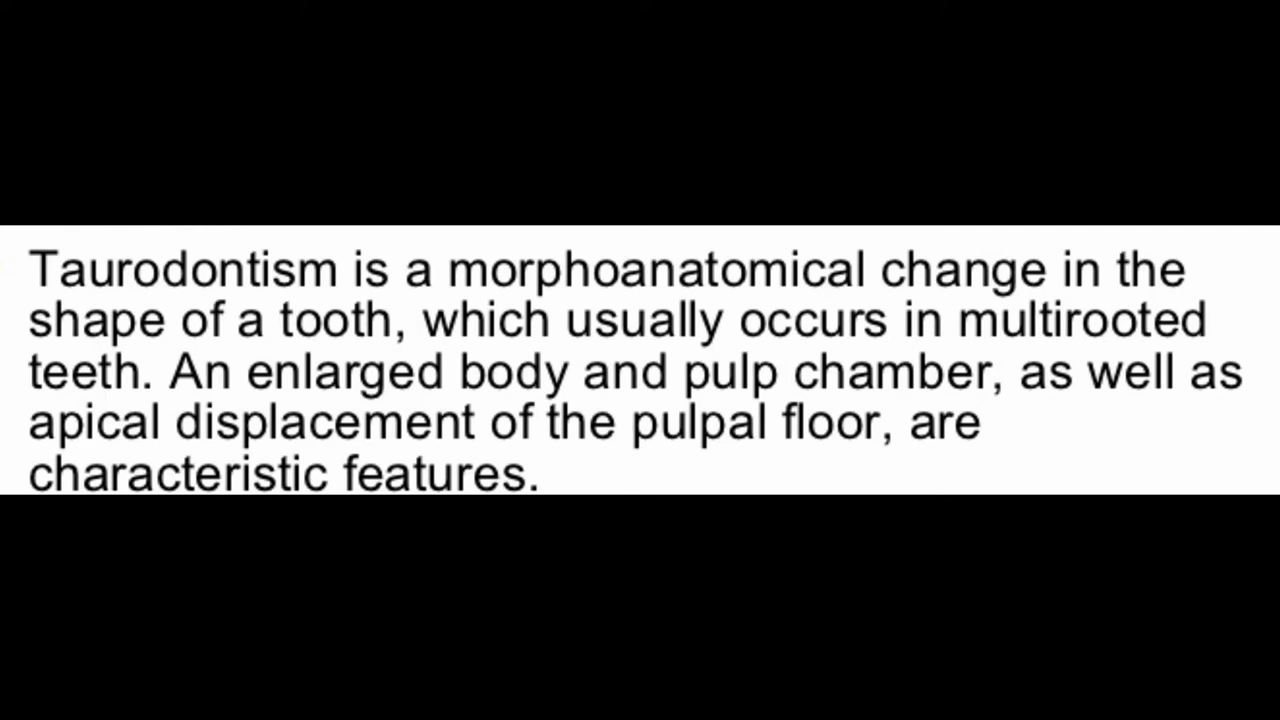 Taurodontism is a morphoanatomical change in the
shape of a tooth, which usually occurs in multirooted
teeth. An enlarged body and pulp chamber, as well as
apical displacement of the pulpal floor, are
characteristic features.